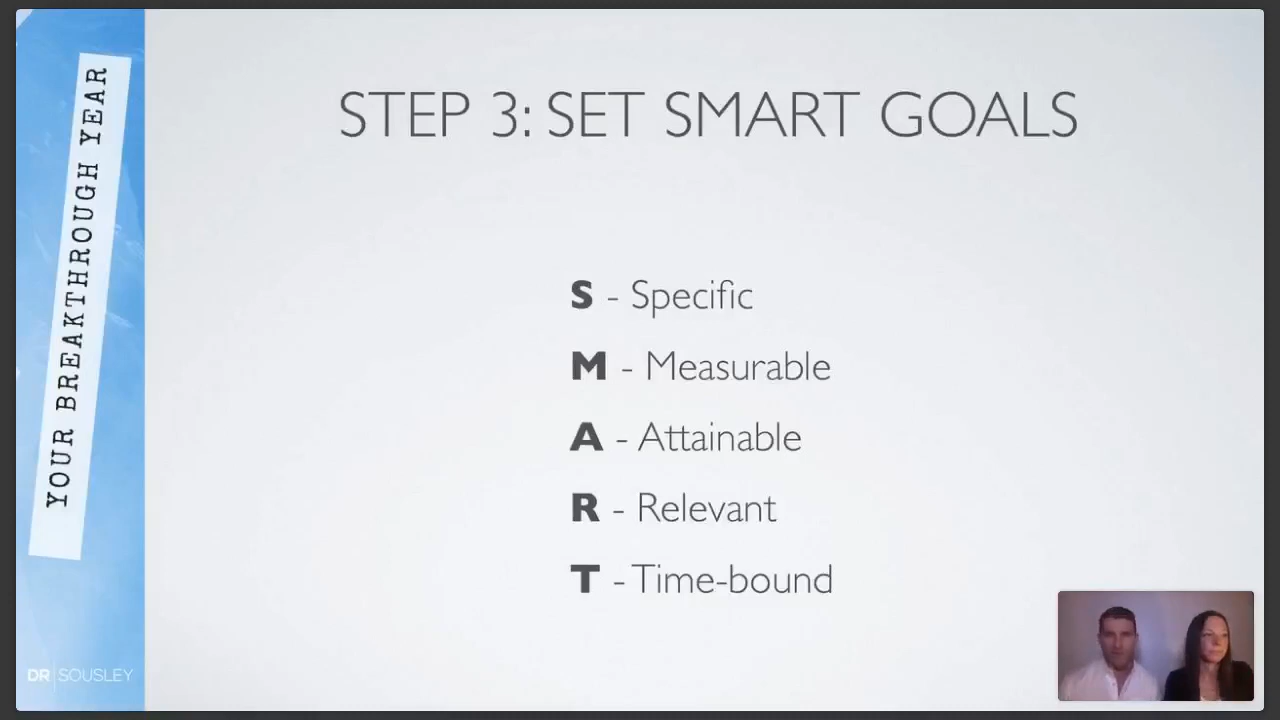 YOUR BREAKTHROUGH YEAR
STEP 3: SET SMART GOALS
S - Specific
M - Measurable
A - Attainable
R - Relevant
T - Time-bound
DR SOUSLEY